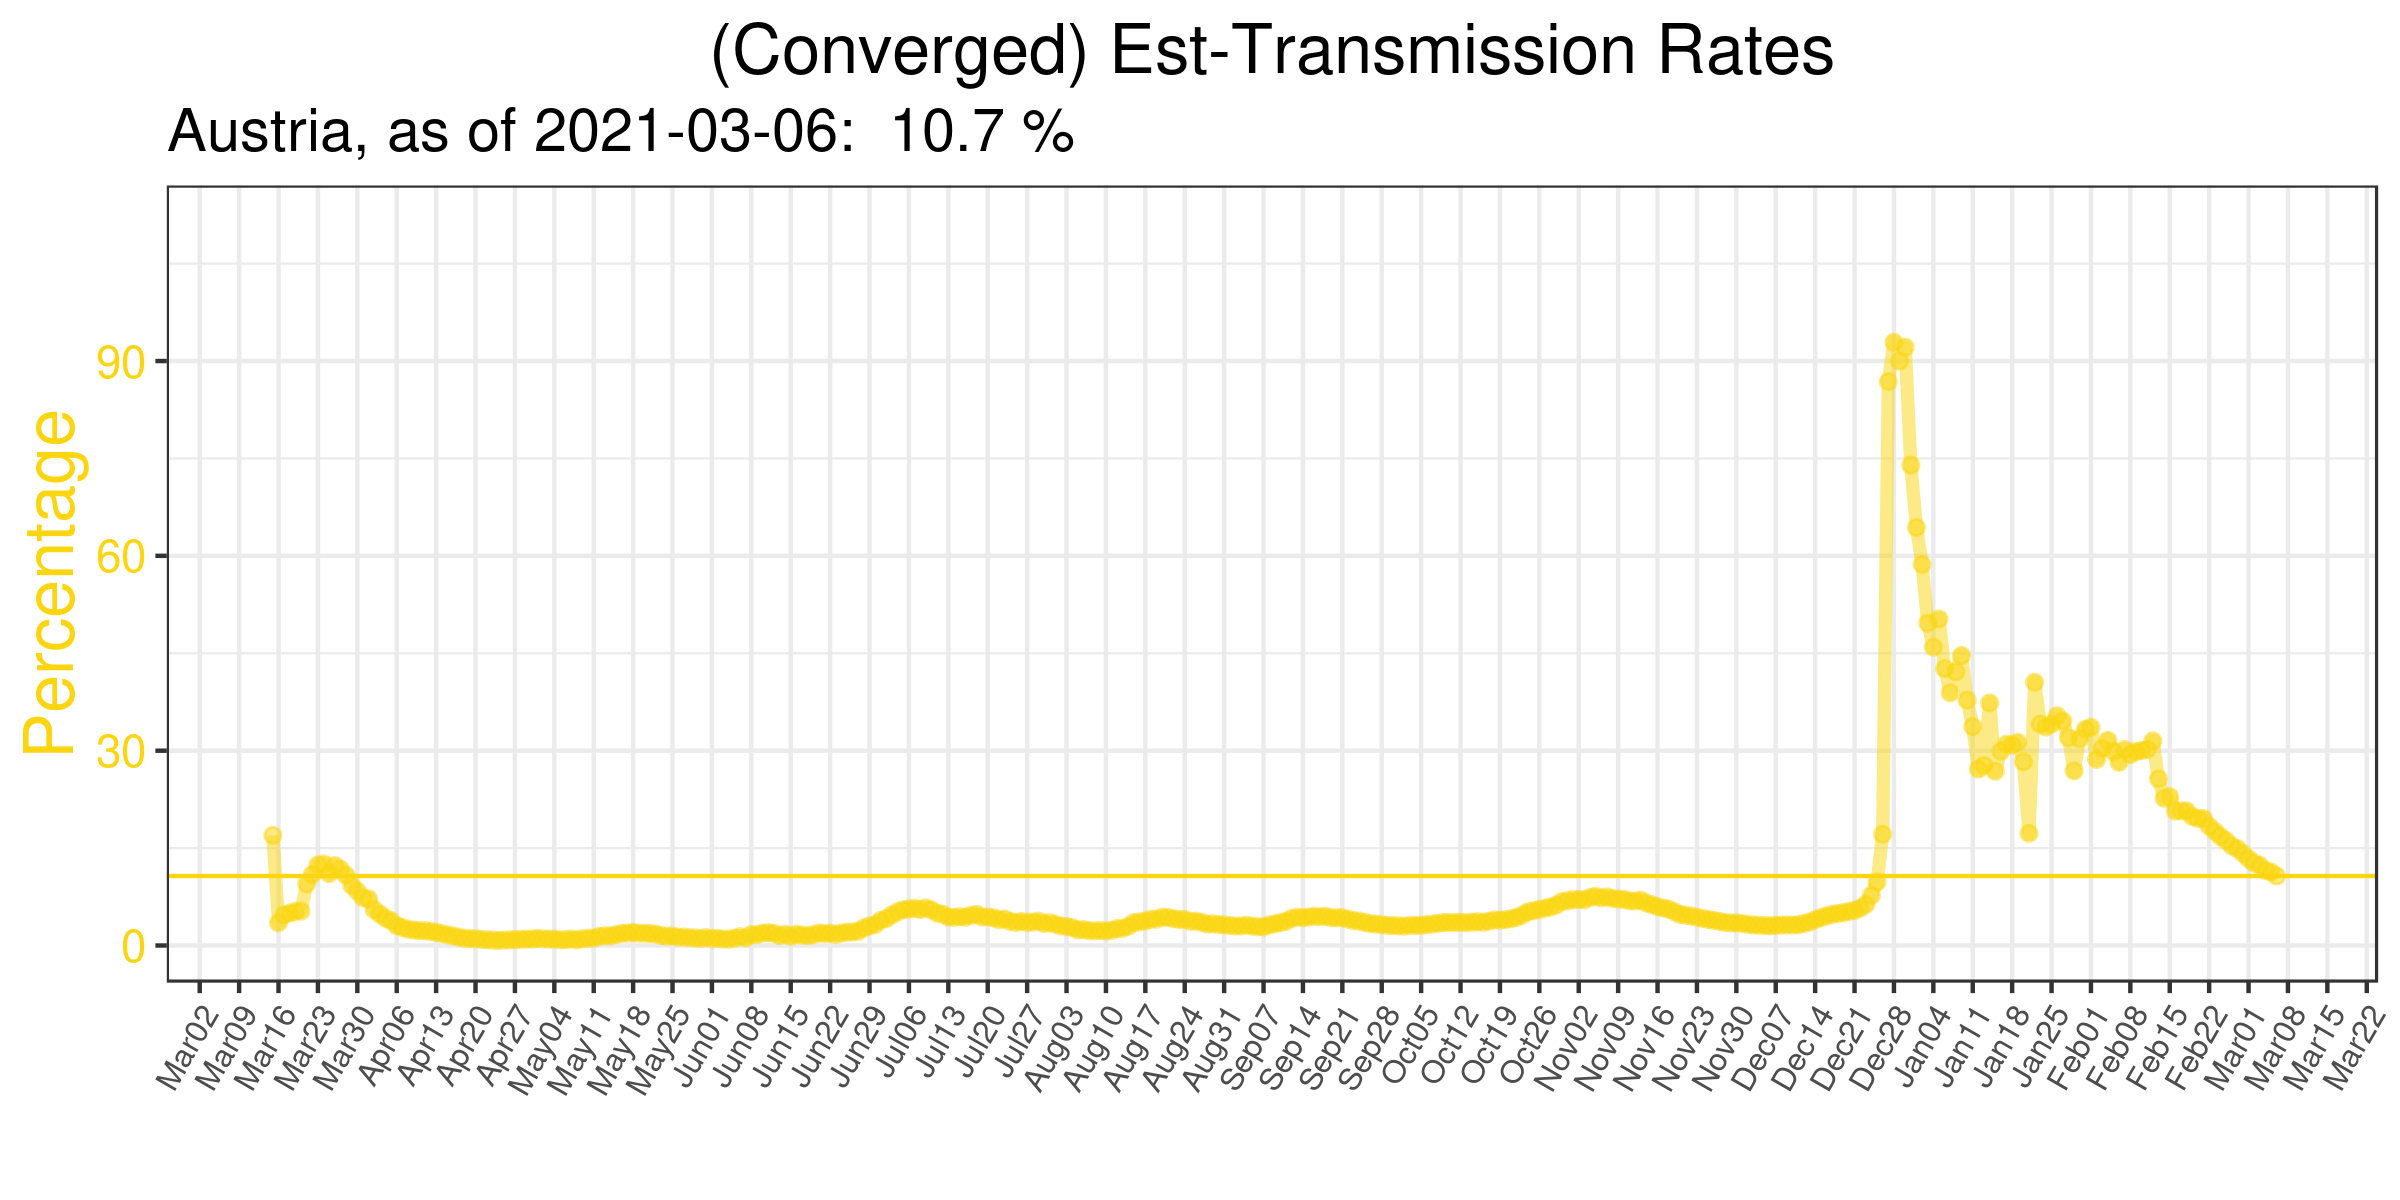 (Converged) Est-Transmission Rates
Austria, as of 2021-03-06:  10.7 %
Percentage
90
60
30
0
Mar02 Mar09 Mar16 Mar23 Mar30 Apr06 Apr13 Apr20 Apr27 May04 May11 May18 May25 Jun01 Jun08 Jun15 Jun22 Jun29 Jul06 Jul13 Jul20 Jul27 Aug03 Aug10 Aug17 Aug24 Aug31 Sep07 Sep14 Sep21 Sep28 Oct05 Oct12 Oct19 Oct26 Nov02 Nov09 Nov16 Nov23 Nov30 Dec07 Dec14 Dec21 Dec28 Jan04 Jan11 Jan18 Jan25 Feb01 Feb08 Feb15 Feb22 Mar01 Mar08 Mar15 Mar22